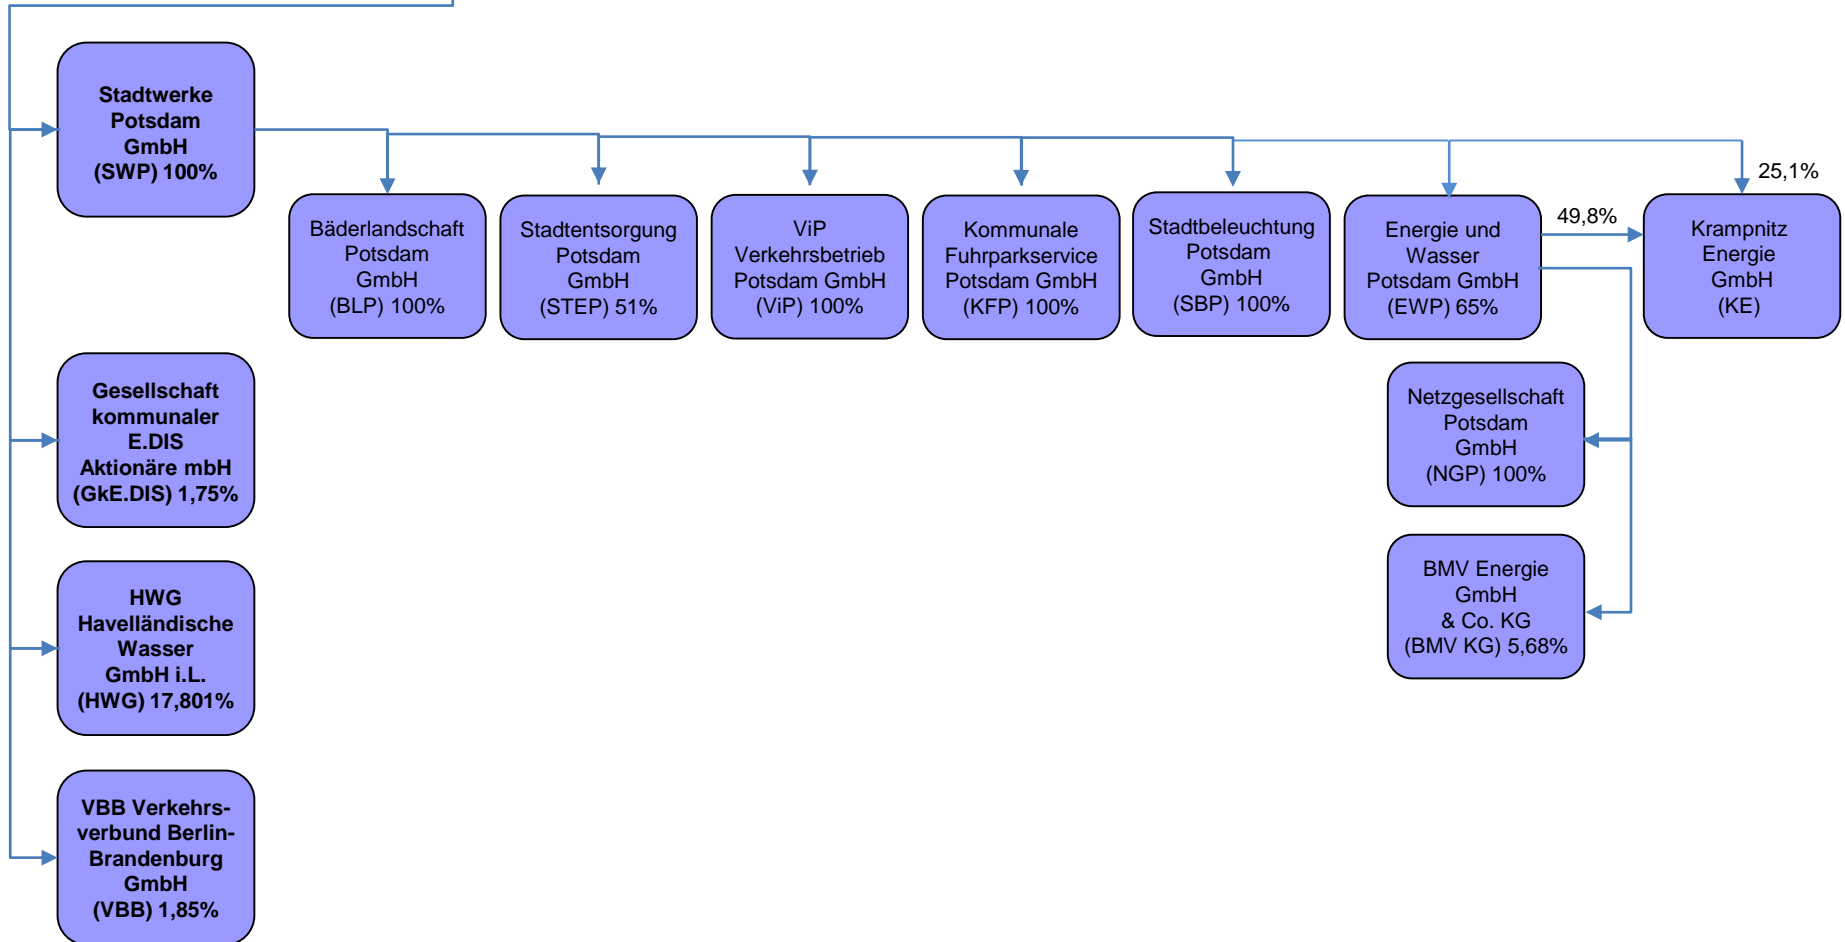 Stadtwerke
Potsdam
GmbH
(SWP) 100%
25,1%
Bäderlandschaft
Potsdam
GmbH
(BLP) 100%
Stadtentsorgung
Potsdam
GmbH
(STEP) 51%
ViP
Verkehrsbetrieb
Potsdam GmbH
(ViP) 100%
Kommunale
Fuhrparkservice
Potsdam GmbH
(KFP) 100%
Stadtbeleuchtung
Potsdam
GmbH
(SBP) 100%
Energie und
Wasser
Potsdam GmbH
(EWP) 65%
49,8%
Krampnitz
Energie
GmbH
(KE)
Gesellschaft
kommunaler
E.DIS
Aktionäre mbH
(GkE.DIS) 1,75%
Netzgesellschaft
Potsdam
GmbH
(NGP) 100%
HWG
Havelländische
Wasser
GmbH i.L.
(HWG) 17,801%
BMV Energie
GmbH
& Co. KG
(BMV KG) 5,68%
VBB Verkehrs-
verbund Berlin-
Brandenburg
GmbH
(VBB) 1,85%